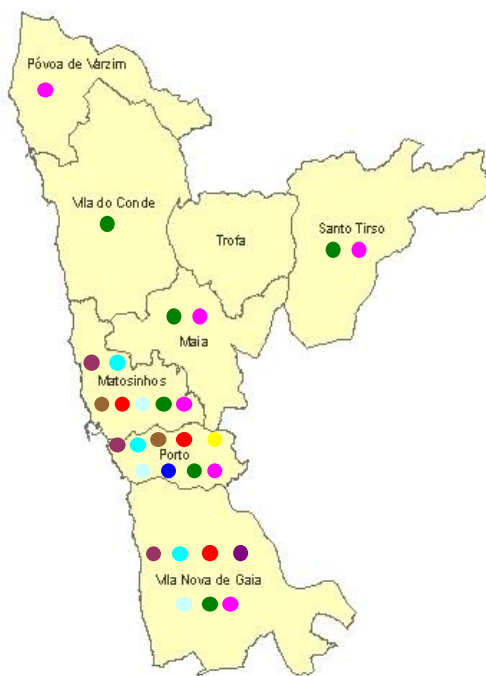 Póvoa de Varzim
Vila do Conde
Trofa
Santo Tirso
Maia
Matosinhos
Porto
Vila Nova de Gaia